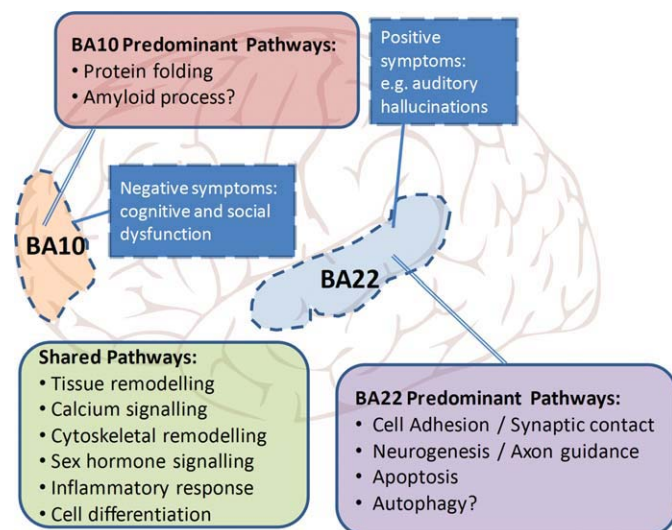 BA10 Predominant Pathways:
• Protein folding
• Amyloid process?
Positive
symptoms:
e.g. auditory
hallucinations
Negative symptoms:
cognitive and social
dysfunction
BA10
BA22
Shared Pathways:
• Tissue remodelling
• Calcium signalling
• Cytoskeletal remodelling
• Sex hormone signalling
• Inflammatory response
• Cell differentiation
BA22 Predominant Pathways:
• Cell Adhesion / Synaptic contact
• Neurogenesis / Axon guidance
• Apoptosis
• Autophagy?